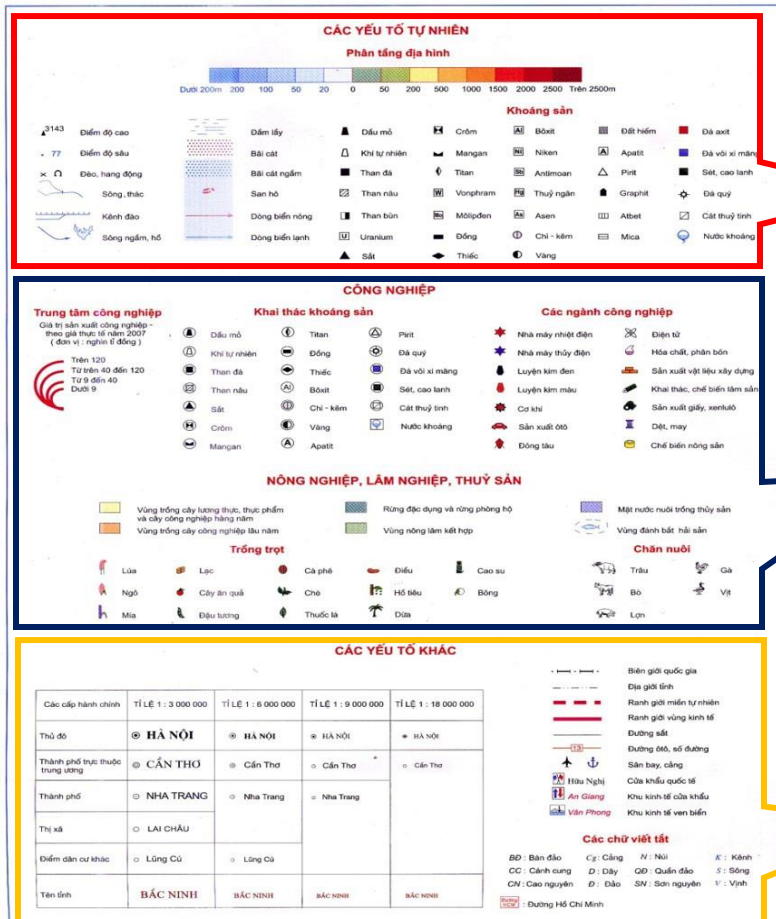 CÁC YẾU TỐ TỰ NHIÊN
Phân tầng địa hình
Dưới 200m 200 100 50 20 0 50 200 500 1000 1500 2000 2500 Trên 2500m
Khoáng sản
3143 Điểm độ cao
77 Điểm độ sâu
Đèo, hang động
Sông, thác
Kênh đào
Sông ngầm, hồ
Đầm lầy
Bãi cát
Bãi cát ngầm
San hô
Dòng biển nóng
Dòng biển lạnh
Dầu mỏ
Khí tự nhiên
Than đá
Than nâu
Than bùn
U Uranium
Sắt
Crôm
Mangan
Titan
W Vonphram
Mo Môlipđen
Đồng
Thiếc
Al Bôxit
Ni Niken
Sb Antimoan
Hg Thuỷ ngân
As Asen
Chì - kẽm
Vàng
Đất hiếm
A Apatit
Pirit
Graphit
Atbet
Mica
Đá axit
Đá vôi xi măng
Sét, cao lanh
Đá quý
Cát thuỷ tinh
Nước khoáng
CÔNG NGHIỆP
Trung tâm công nghiệp
Giá trị sản xuất công nghiệp -
theo giá thực tế năm 2007
( đơn vị : nghìn tỉ đồng )
Trên 120
Từ trên 40 đến 120
Từ 9 đến 40
Dưới 9
Khai thác khoáng sản
Dầu mỏ
Khí tự nhiên
Than đá
Than nâu
Sắt
Crôm
Mangan
Titan
Đồng
Thiếc
Al Bôxit
Chì - kẽm
Vàng
A Apatit
Pirit
Đá quý
Đá vôi xi măng
Sét, cao lanh
Cát thuỷ tinh
Nước khoáng
Các ngành công nghiệp
Nhà máy nhiệt điện
Nhà máy thủy điện
Luyện kim đen
Luyện kim màu
Cơ khí
Sản xuất ôtô
Đóng tàu
Điện tử
Hóa chất, phân bón
Sản xuất vật liệu xây dựng
Khai thác, chế biến lâm sản
Sản xuất giấy, xenlulô
Dệt, may
Chế biến nông sản
NÔNG NGHIỆP, LÂM NGHIỆP, THUỶ SẢN
Vùng trồng cây lương thực, thực phẩm
và cây công nghiệp hàng năm
Vùng trồng cây công nghiệp lâu năm
Rừng đặc dụng và rừng phòng hộ
Vùng nông lâm kết hợp
Mặt nước nuôi trồng thủy sản
Vùng đánh bắt hải sản
Trồng trọt
Lúa
Ngô
Mía
Lạc
Cây ăn quả
Đậu tương
Cà phê
Chè
Thuốc lá
Điều
Hồ tiêu
Dừa
Cao su
Bông
Chăn nuôi
Trâu
Bò
Lợn
Gà
Vịt
CÁC YẾU TỐ KHÁC
Các cấp hành chính TỈ LỆ 1 : 3 000 000 TỈ LỆ 1 : 6 000 000 TỈ LỆ 1 : 9 000 000 TỈ LỆ 1 : 18 000 000
Thủ đô HÀ NỘI HÀ NỘI HÀ NỘI HÀ NỘI
Thành phố trực thuộc
trung ương CẦN THƠ Cần Thơ Cần Thơ Cần Thơ
Thành phố NHA TRANG Nha Trang Nha Trang
Thị xã LAI CHÂU
Điểm dân cư khác Lũng Cú Lũng Cú
Tên tỉnh BẮC NINH BẮC NINH BẮC NINH BẮC NINH
Biên giới quốc gia
Địa giới tỉnh
Ranh giới miền tự nhiên
Ranh giới vùng kinh tế
Đường sắt
13 Đường ôtô, số đường
Sân bay, cảng
Hữu Nghị Cửa khẩu quốc tế
An Giang Khu kinh tế cửa khẩu
Vân Phong Khu kinh tế ven biển
Các chữ viết tắt
BĐ : Bán đảo Cg : Cảng N : Núi K : Kênh
CC : Cánh cung D : Dãy QĐ : Quần đảo S : Sông
CN : Cao nguyên Đ : Đảo SN : Sơn nguyên V : Vịnh
Đường HCM : Đường Hồ Chí Minh